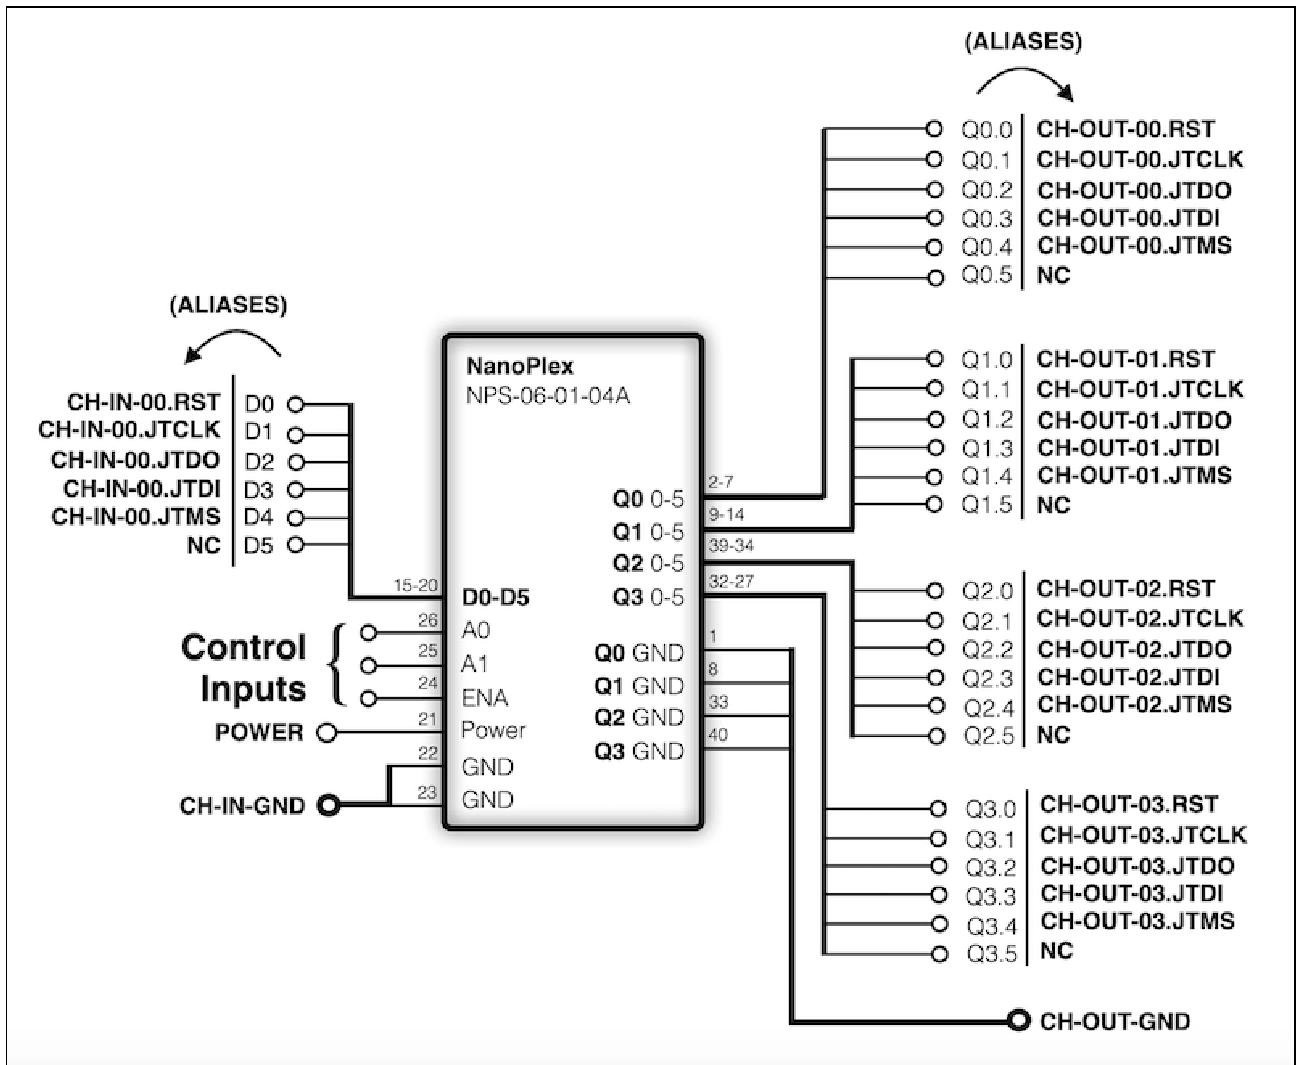 (ALIASES)
Q0.0 CH-OUT-00.RST
Q0.1 CH-OUT-00.JTCLK
Q0.2 CH-OUT-00.JTDO
Q0.3 CH-OUT-00.JTDI
Q0.4 CH-OUT-00.JTMS
Q0.5 NC
(ALIASES)
CH-IN-00.RST D0
CH-IN-00.JTCLK D1
CH-IN-00.JTDO D2
CH-IN-00.JTDI D3
CH-IN-00.JTMS D4
NC D5
NanoPlex
NPS-06-01-04A
Q1.0 CH-OUT-01.RST
Q1.1 CH-OUT-01.JTCLK
Q1.2 CH-OUT-01.JTDO
Q1.3 CH-OUT-01.JTDI
Q1.4 CH-OUT-01.JTMS
Q1.5 NC
Q0 0-5 2-7
Q1 0-5 9-14
Q2 0-5 39-34
Q3 0-5 32-27
15-20 D0-D5
Control
Inputs
26 A0
25 A1
24 ENA
POWER 21 Power
22 GND
CH-IN-GND 23 GND
Q0 GND 1
Q1 GND 8
Q2 GND 33
Q3 GND 40
Q2.0 CH-OUT-02.RST
Q2.1 CH-OUT-02.JTCLK
Q2.2 CH-OUT-02.JTDO
Q2.3 CH-OUT-02.JTDI
Q2.4 CH-OUT-02.JTMS
Q2.5 NC
Q3.0 CH-OUT-03.RST
Q3.1 CH-OUT-03.JTCLK
Q3.2 CH-OUT-03.JTDO
Q3.3 CH-OUT-03.JTDI
Q3.4 CH-OUT-03.JTMS
Q3.5 NC
CH-OUT-GND